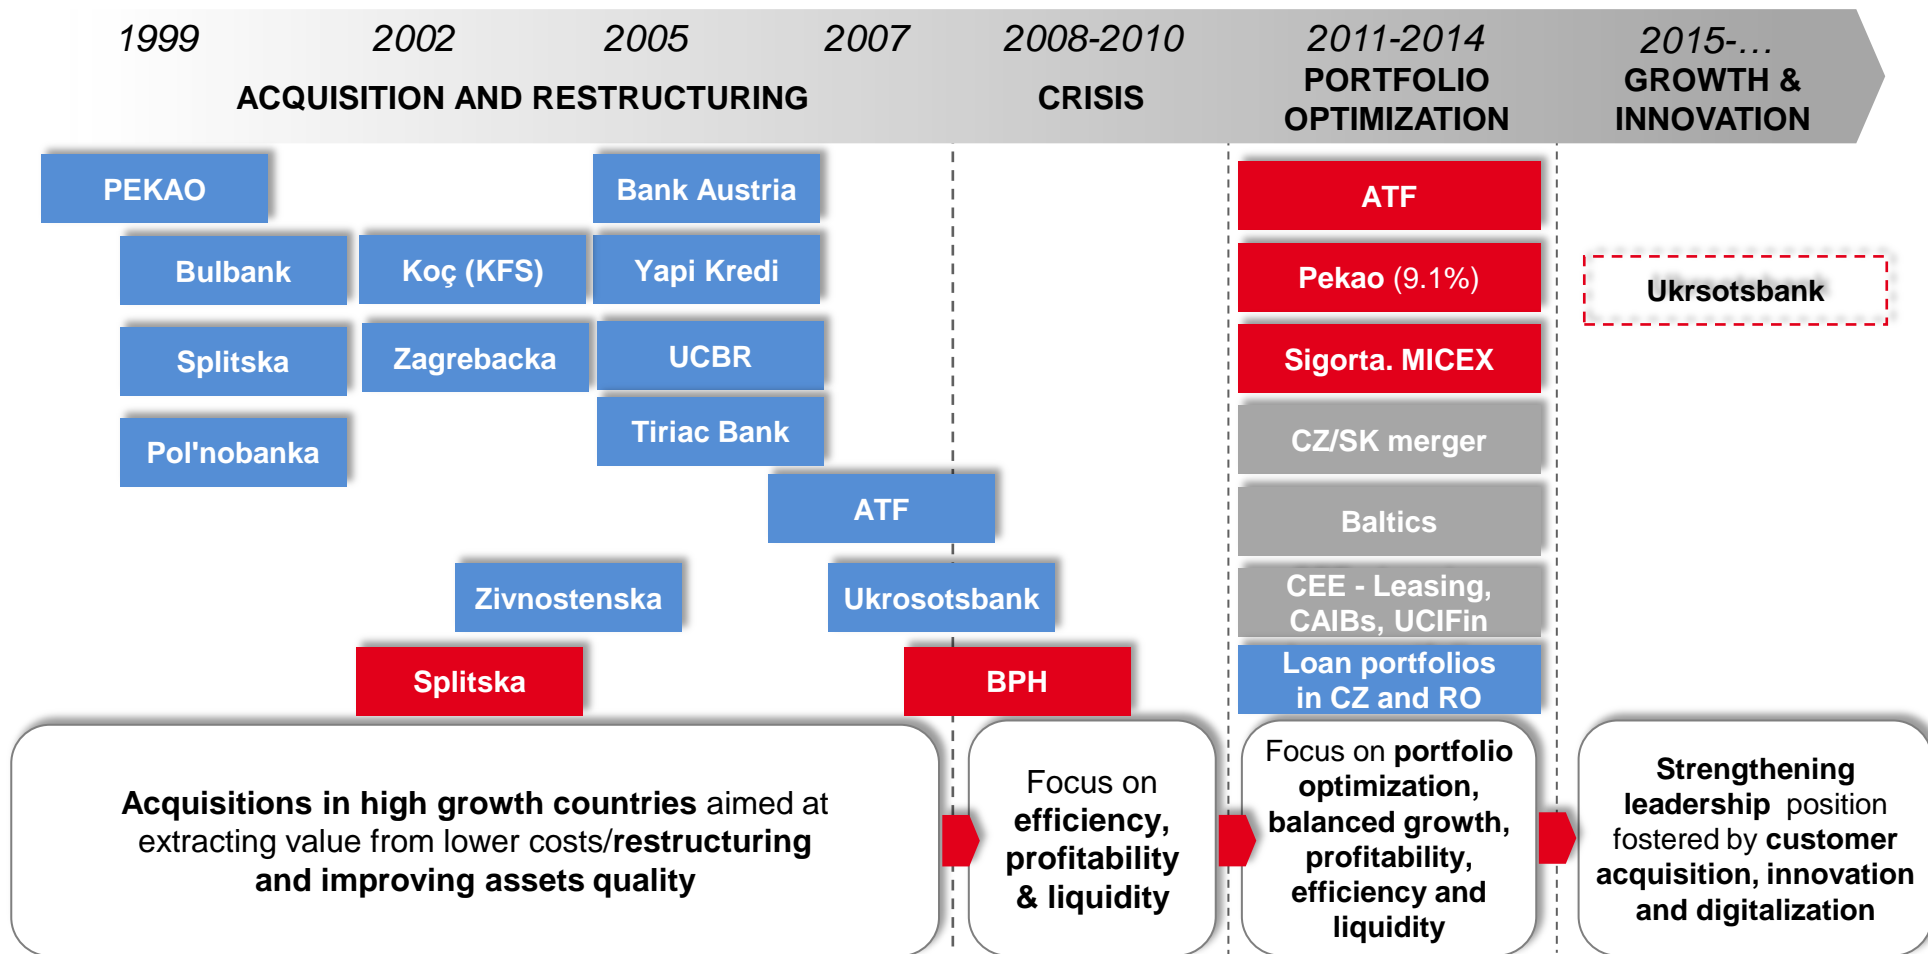 1999 2002 2005 2007 2008-2010 2011-2014 2015-…
ACQUISITION AND RESTRUCTURING
CRISIS
PORTFOLIO
OPTIMIZATION
GROWTH &
INNOVATION
PEKAO
Bank Austria
ATF
Bulbank
Koç (KFS)
Yapi Kredi
Pekao (9.1%)
Ukrsotsbank
Splitska
Zagrebacka
UCBR
Sigorta. MICEX
Pol'nobanka
Tiriac Bank
CZ/SK merger
ATF
Baltics
Zivnostenska
Ukrosotsbank
CEE - Leasing,
CAIBs, UCIFin
Splitska
BPH
Loan portfolios
in CZ and RO
Acquisitions in high growth countries aimed at
extracting value from lower costs/restructuring
and improving assets quality
Focus on
efficiency,
profitability
& liquidity
Focus on portfolio
optimization,
balanced growth,
profitability,
efficiency and
liquidity
Strengthening
leadership position
fostered by customer
acquisition, innovation
and digitalization